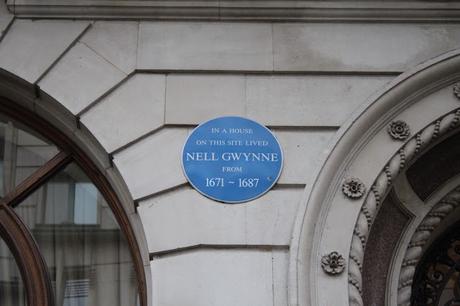 IN A HOUSE
ON THIS SITE LIVED
NELL GWYNNE
FROM
1671 ~ 1687